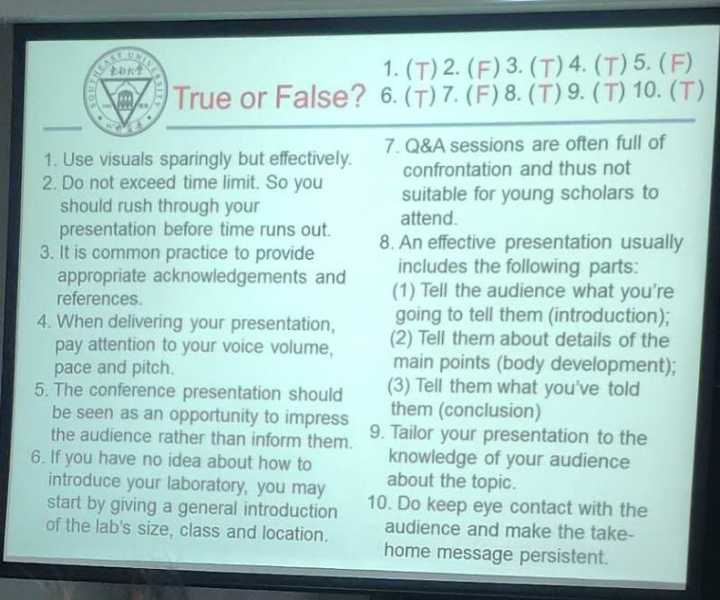 SOUTHEAST UNIVERSITY
True or False?
1. (T) 2. (F) 3. (T) 4. (T) 5. (F)
6. (T) 7. (F) 8. (T) 9. (T) 10. (T)
1. Use visuals sparingly but effectively.
2. Do not exceed time limit. So you
should rush through your
presentation before time runs out.
3. It is common practice to provide
appropriate acknowledgements and
references.
4. When delivering your presentation,
pay attention to your voice volume,
pace and pitch.
5. The conference presentation should
be seen as an opportunity to impress
the audience rather than inform them.
6. If you have no idea about how to
introduce your laboratory, you may
start by giving a general introduction
of the lab's size, class and location.
7. Q&A sessions are often full of
confrontation and thus not
suitable for young scholars to
attend.
8. An effective presentation usually
includes the following parts:
(1) Tell the audience what you're
going to tell them (introduction);
(2) Tell them about details of the
main points (body development);
(3) Tell them what you've told
them (conclusion)
9. Tailor your presentation to the
knowledge of your audience
about the topic.
10. Do keep eye contact with the
audience and make the take-
home message persistent.